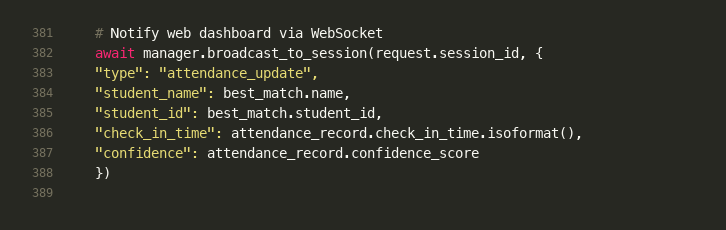 381 # Notify web dashboard via WebSocket
382 await manager.broadcast_to_session(request.session_id, {
383 "type": "attendance_update",
384 "student_name": best_match.name,
385 "student_id": best_match.student_id,
386 "check_in_time": attendance_record.check_in_time.isoformat(),
387 "confidence": attendance_record.confidence_score
388 })
389